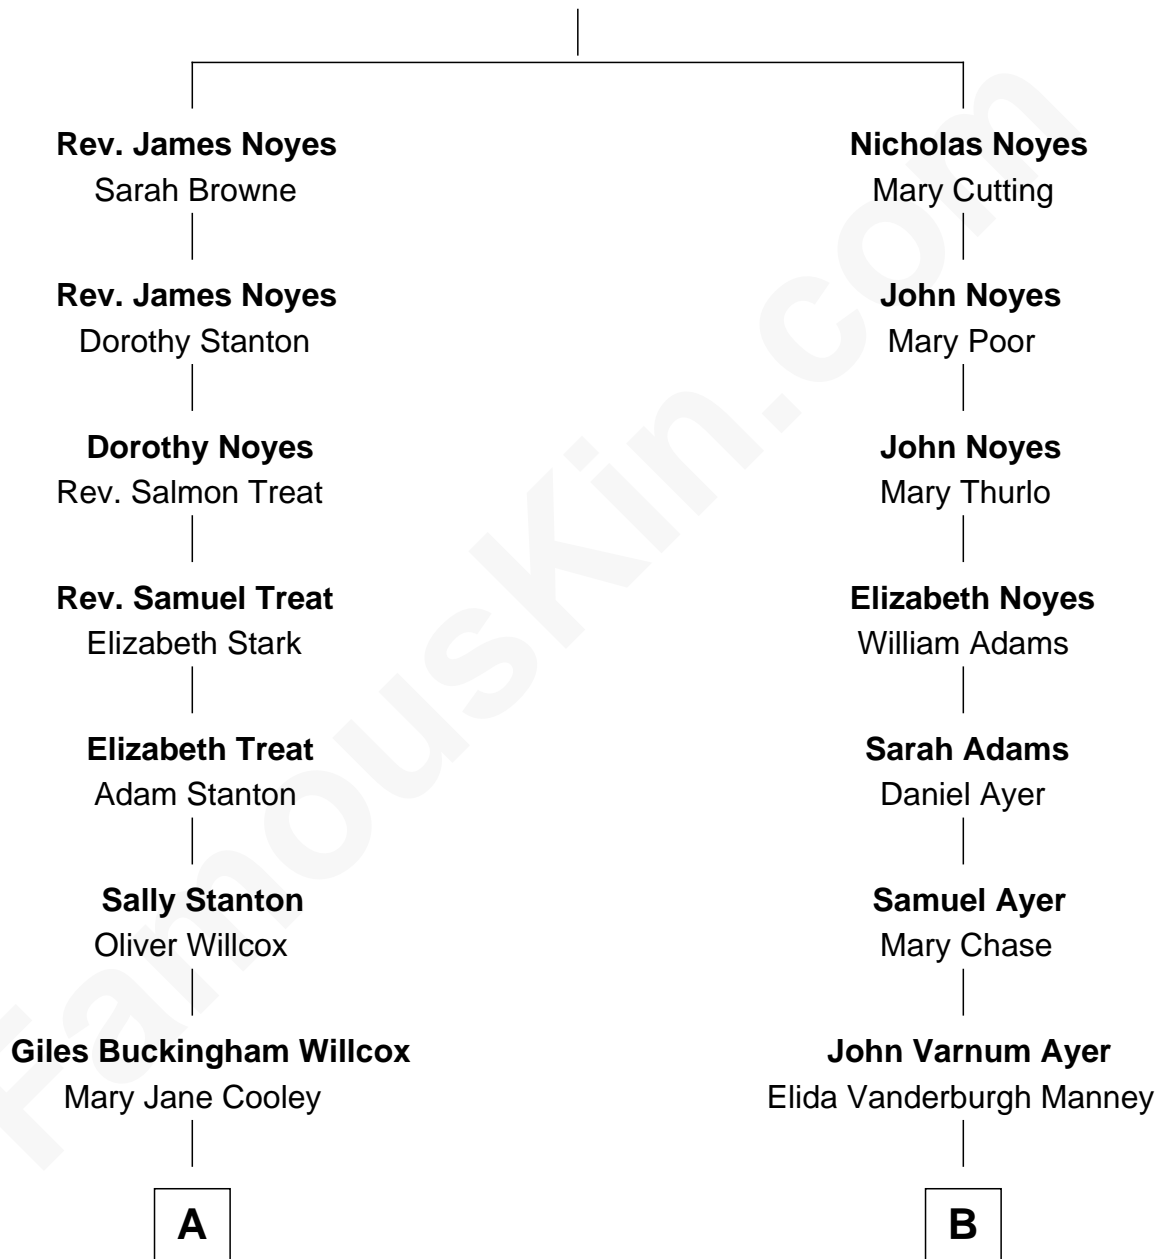 Rev. James Noyes
Sarah Browne
Rev. James Noyes
Dorothy Stanton
Dorothy Noyes
Rev. Salmon Treat
Rev. Samuel Treat
Elizabeth Stark
Elizabeth Treat
Adam Stanton
Sally Stanton
Oliver Willcox
Giles Buckingham Willcox
Mary Jane Cooley
A
Nicholas Noyes
Mary Cutting
John Noyes
Mary Poor
John Noyes
Mary Thurlo
Elizabeth Noyes
William Adams
Sarah Adams
Daniel Ayer
Samuel Ayer
Mary Chase
John Varnum Ayer
Elida Vanderburgh Manney
B
FamousKin.com